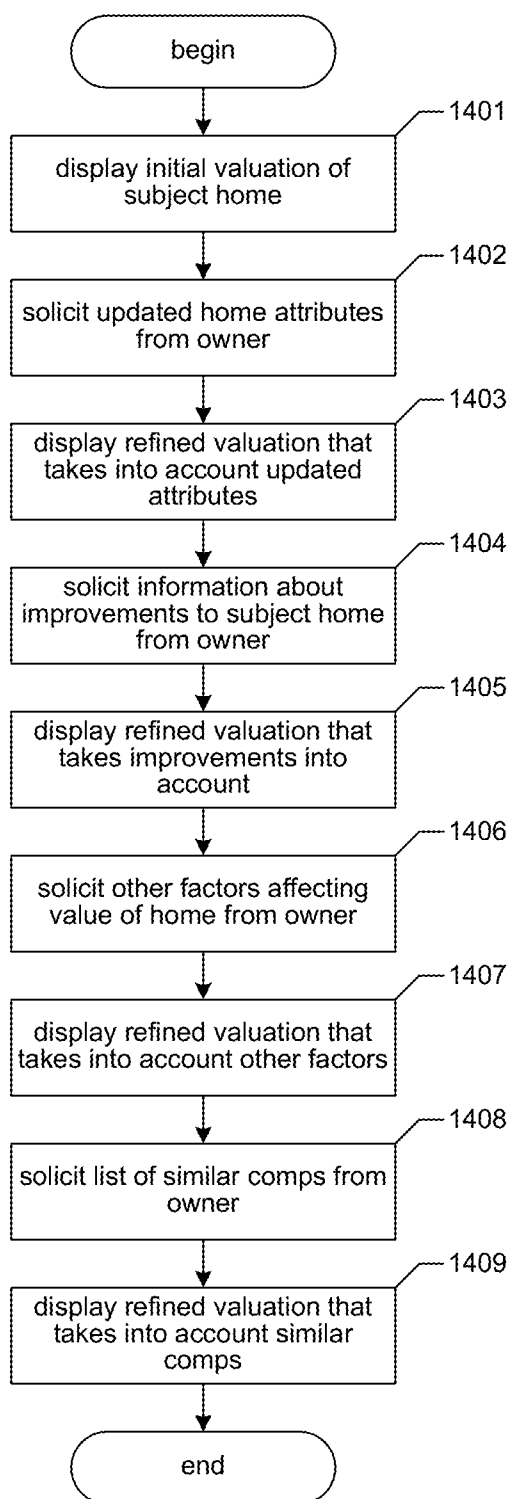 begin
1401
display initial valuation of
subject home
1402
solicit updated home attributes
from owner
1403
display refined valuation that
takes into account updated
attributes
1404
solicit information about
improvements to subject home
from owner
1405
display refined valuation that
takes improvements into
account
1406
solicit other factors affecting
value of home from owner
1407
display refined valuation that
takes into account other factors
1408
solicit list of similar comps from
owner
1409
display refined valuation that
takes into account similar
comps
end